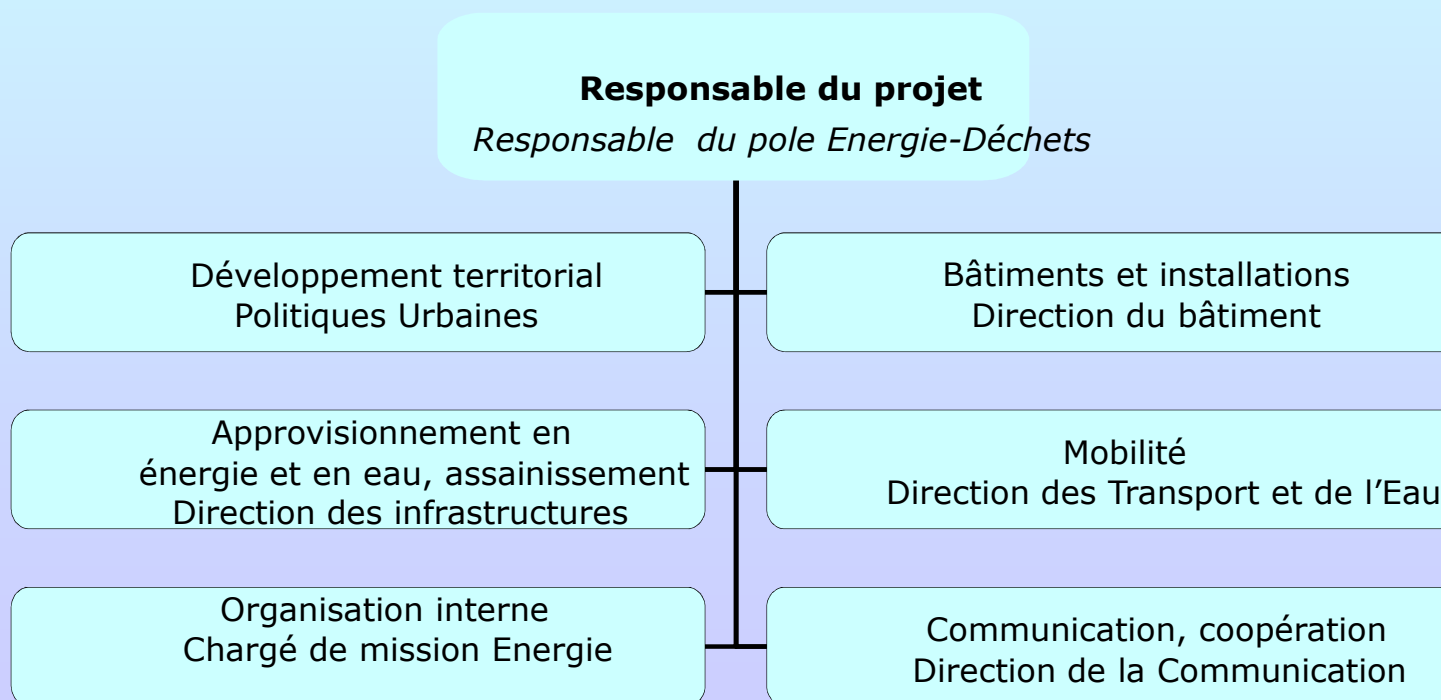 Responsable du projet
Responsable du pole Energie-Déchets
Développement territorial
Politiques Urbaines
Bâtiments et installations
Direction du bâtiment
Approvisionnement en
énergie et en eau, assainissement
Direction des infrastructures
Mobilité
Direction des Transport et de l’Eau
Organisation interne
Chargé de mission Energie
Communication, coopération
Direction de la Communication